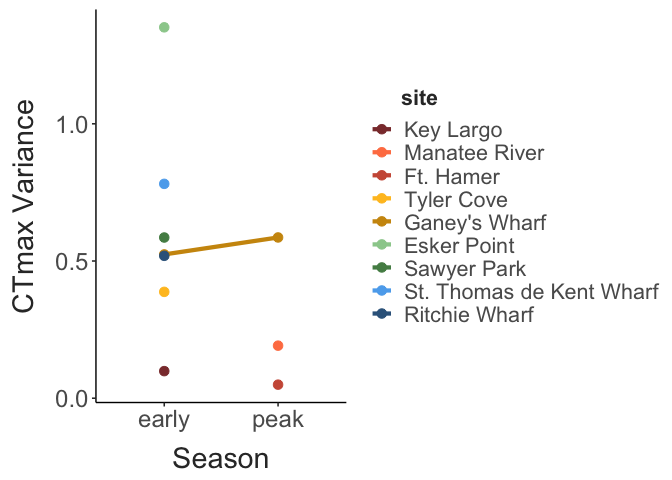 CTmax Variance
1.0
0.5
0.0
early
peak
Season
site
Key Largo
Manatee River
Ft. Hamer
Tyler Cove
Ganey's Wharf
Esker Point
Sawyer Park
St. Thomas de Kent Wharf
Ritchie Wharf